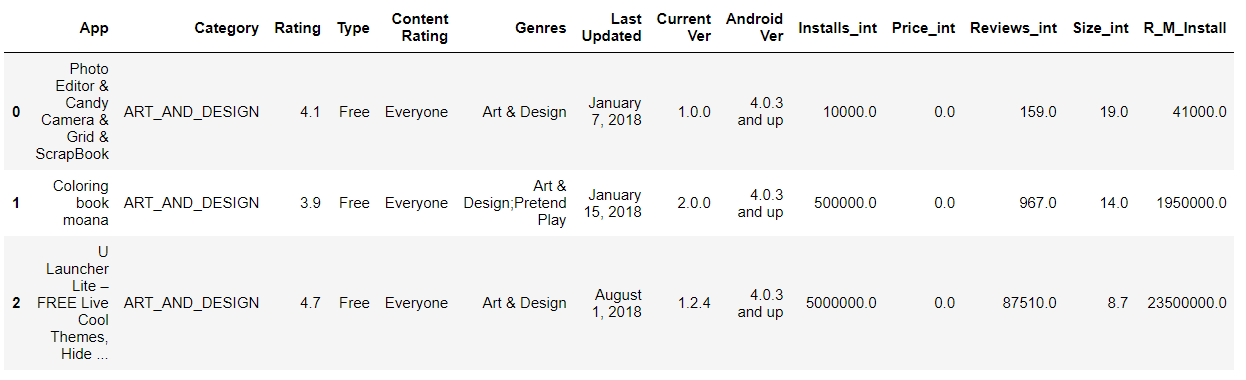 App Category Rating Type Content Rating Genres Last Updated Current Ver Android Ver Installs_int Price_int Reviews_int Size_int R_M_Install
0 Photo Editor & Candy Camera & Grid & ScrapBook ART_AND_DESIGN 4.1 Free Everyone Art & Design January 7, 2018 1.0.0 4.0.3 and up 10000.0 0.0 159.0 19.0 41000.0
1 Coloring book moana ART_AND_DESIGN 3.9 Free Everyone Art & Design;Pretend Play January 15, 2018 2.0.0 4.0.3 and up 500000.0 0.0 967.0 14.0 1950000.0
2 U Launcher Lite – FREE Live Cool Themes, Hide ... ART_AND_DESIGN 4.7 Free Everyone Art & Design August 1, 2018 1.2.4 4.0.3 and up 5000000.0 0.0 87510.0 8.7 23500000.0